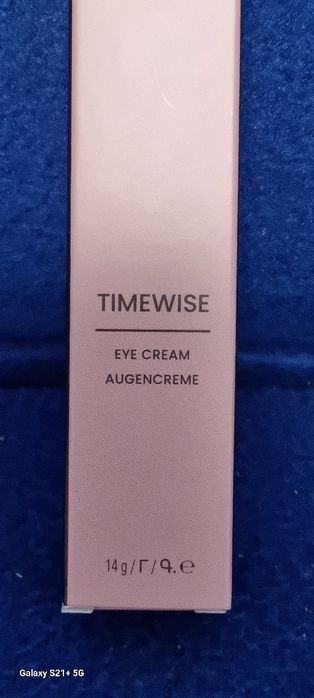 TIMEWISE
EYE CREAM
AUGENCREME
14g/Г/Գ.℮
Galaxy S21+ 5G